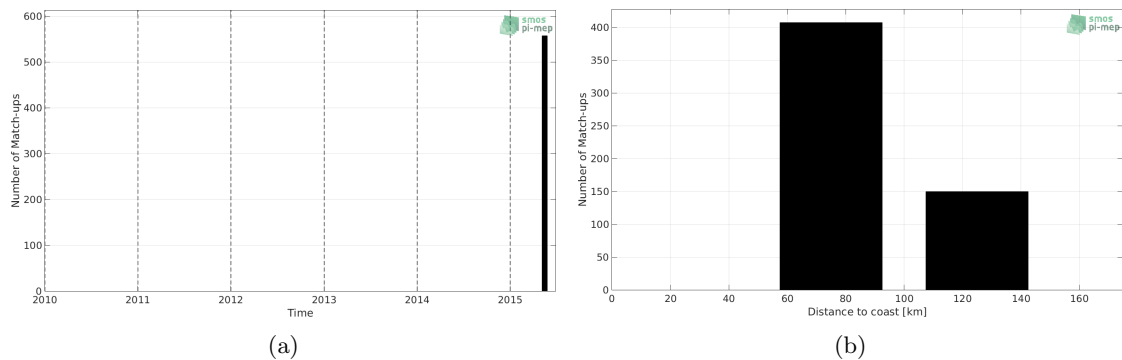 600
500
400
300
200
100
0
Number of Match-ups
2010 2011 2012 2013 2014 2015
Time
smos
pi-mep
(a)
400
350
300
250
200
150
100
50
0
Number of Match-ups
0 20 40 60 80 100 120 140 160
Distance to coast [km]
smos
pi-mep
(b)